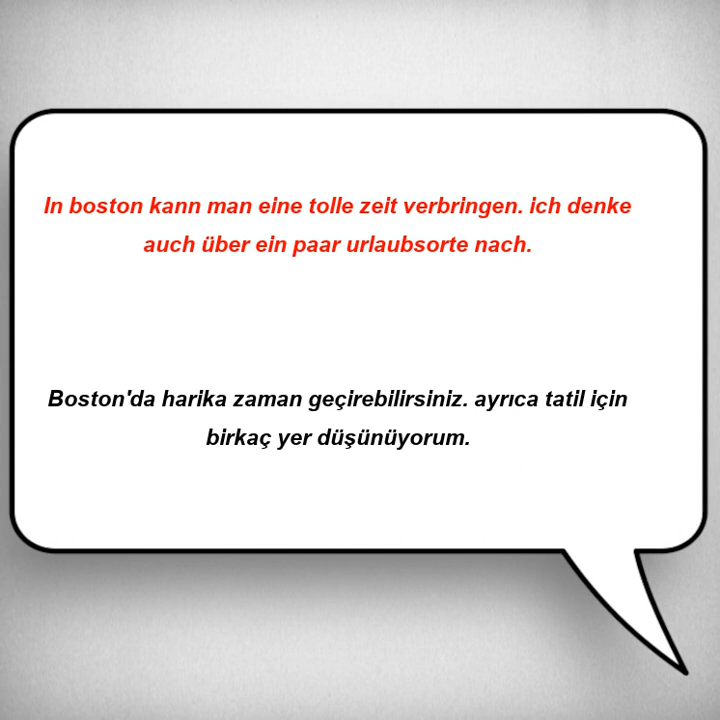 In boston kann man eine tolle zeit verbringen. ich denke
auch über ein paar urlaubsorte nach.
Boston'da harika zaman geçirebilirsiniz. ayrıca tatil için
birkaç yer düşünüyorum.